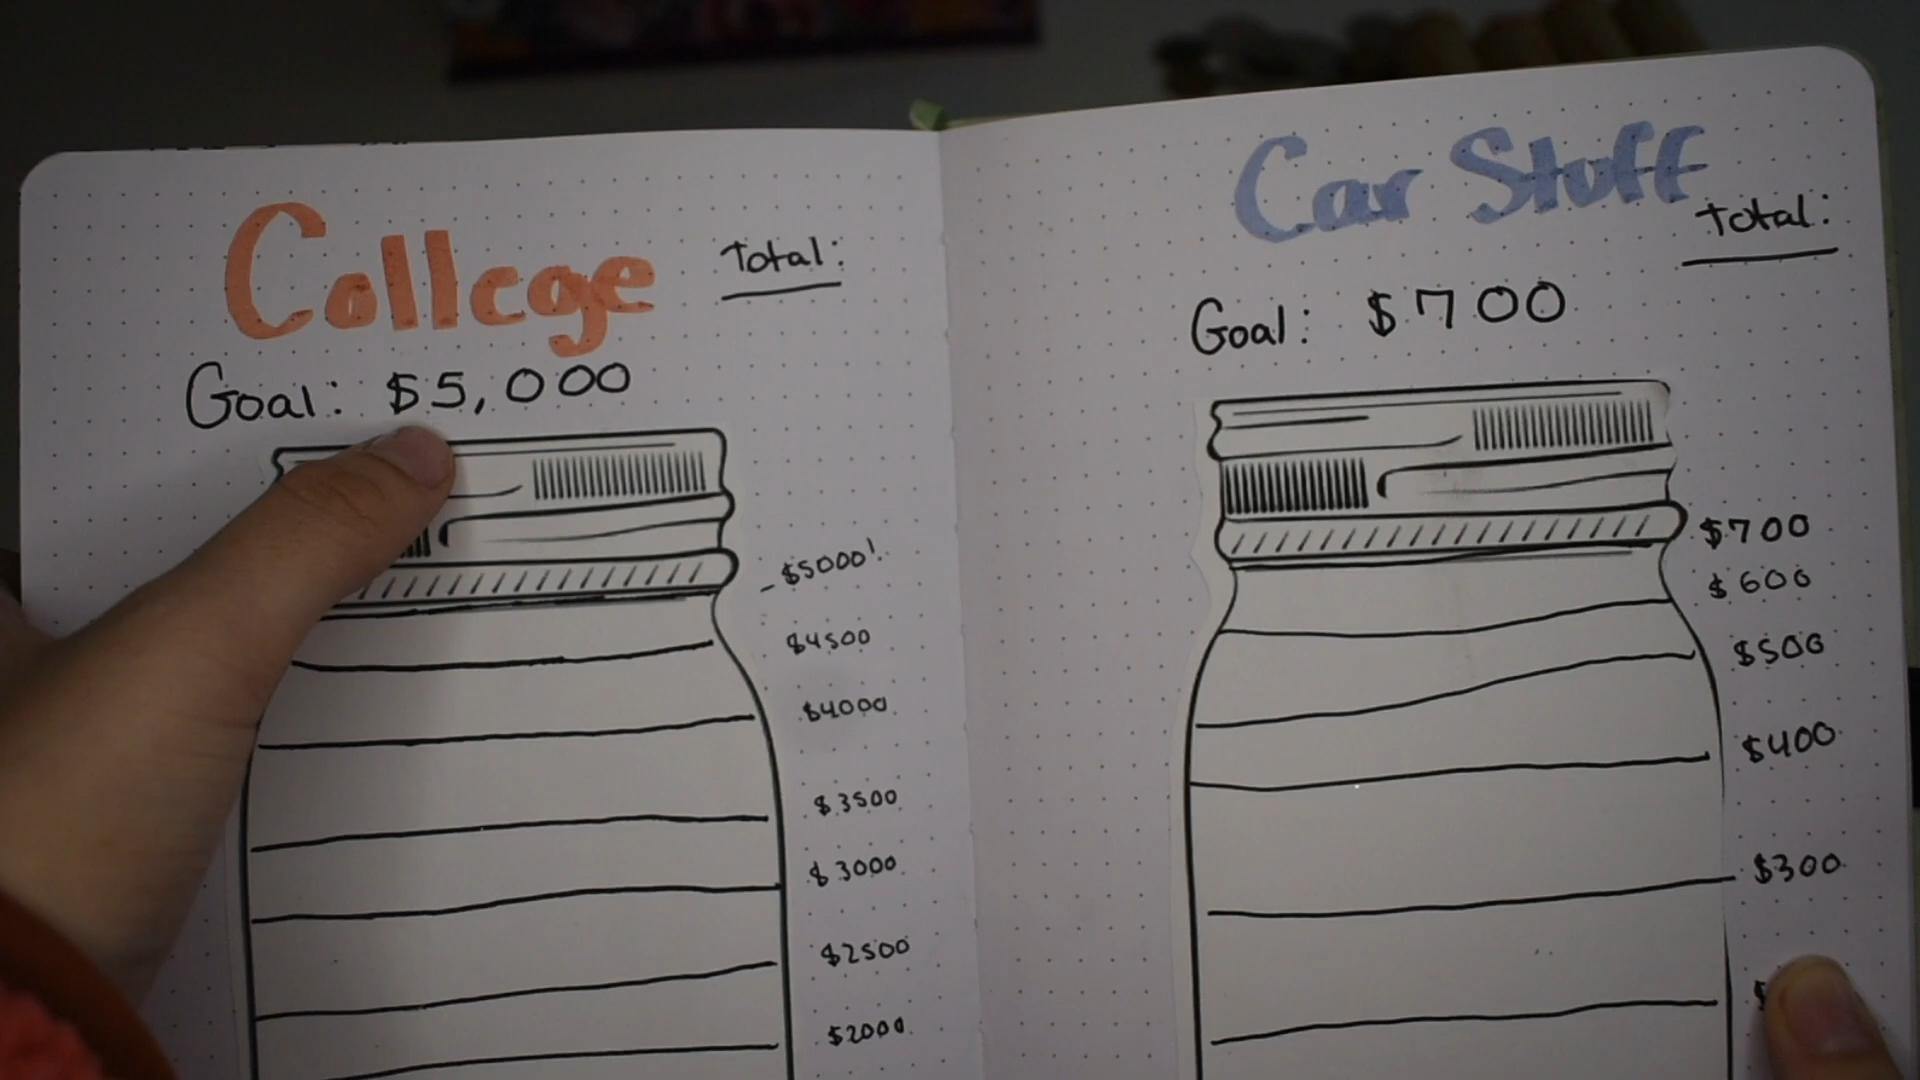 College
Total:
Goal: $5,000
$5000!
$4500
$4000
$3500
$3000
$2500
$2000
Car Stuff
Total:
Goal: $700
$700
$600
$500
$400
$300
$